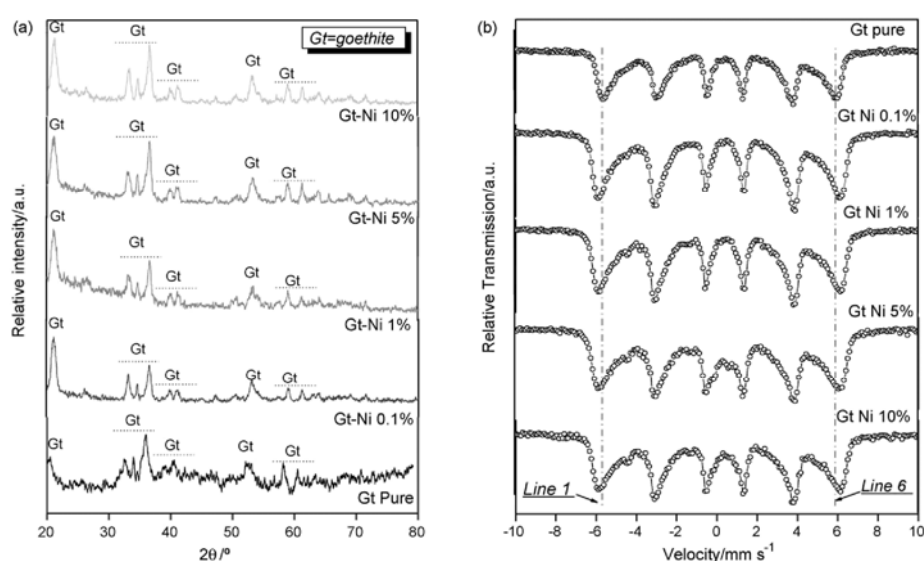 (a)
Gt=goethite
Gt
Gt
Gt
Gt
Gt
Gt-Ni 10%
Gt
Gt
Gt
Gt
Gt
Gt-Ni 5%
Gt
Gt
Gt
Gt
Gt
Gt-Ni 1%
Gt
Gt
Gt
Gt
Gt
Gt-Ni 0.1%
Gt
Gt
Gt
Gt
Gt
Gt Pure
20 30 40 50 60 70 80
2θ/º
Relative intensity/a.u.
(b)
Gt pure
Gt Ni 0.1%
Gt Ni 1%
Gt Ni 5%
Gt Ni 10%
Line 1
Line 6
-10 -8 -6 -4 -2 0 2 4 6 8 10
Velocity/mm s⁻¹
Relative Transmission/a.u.